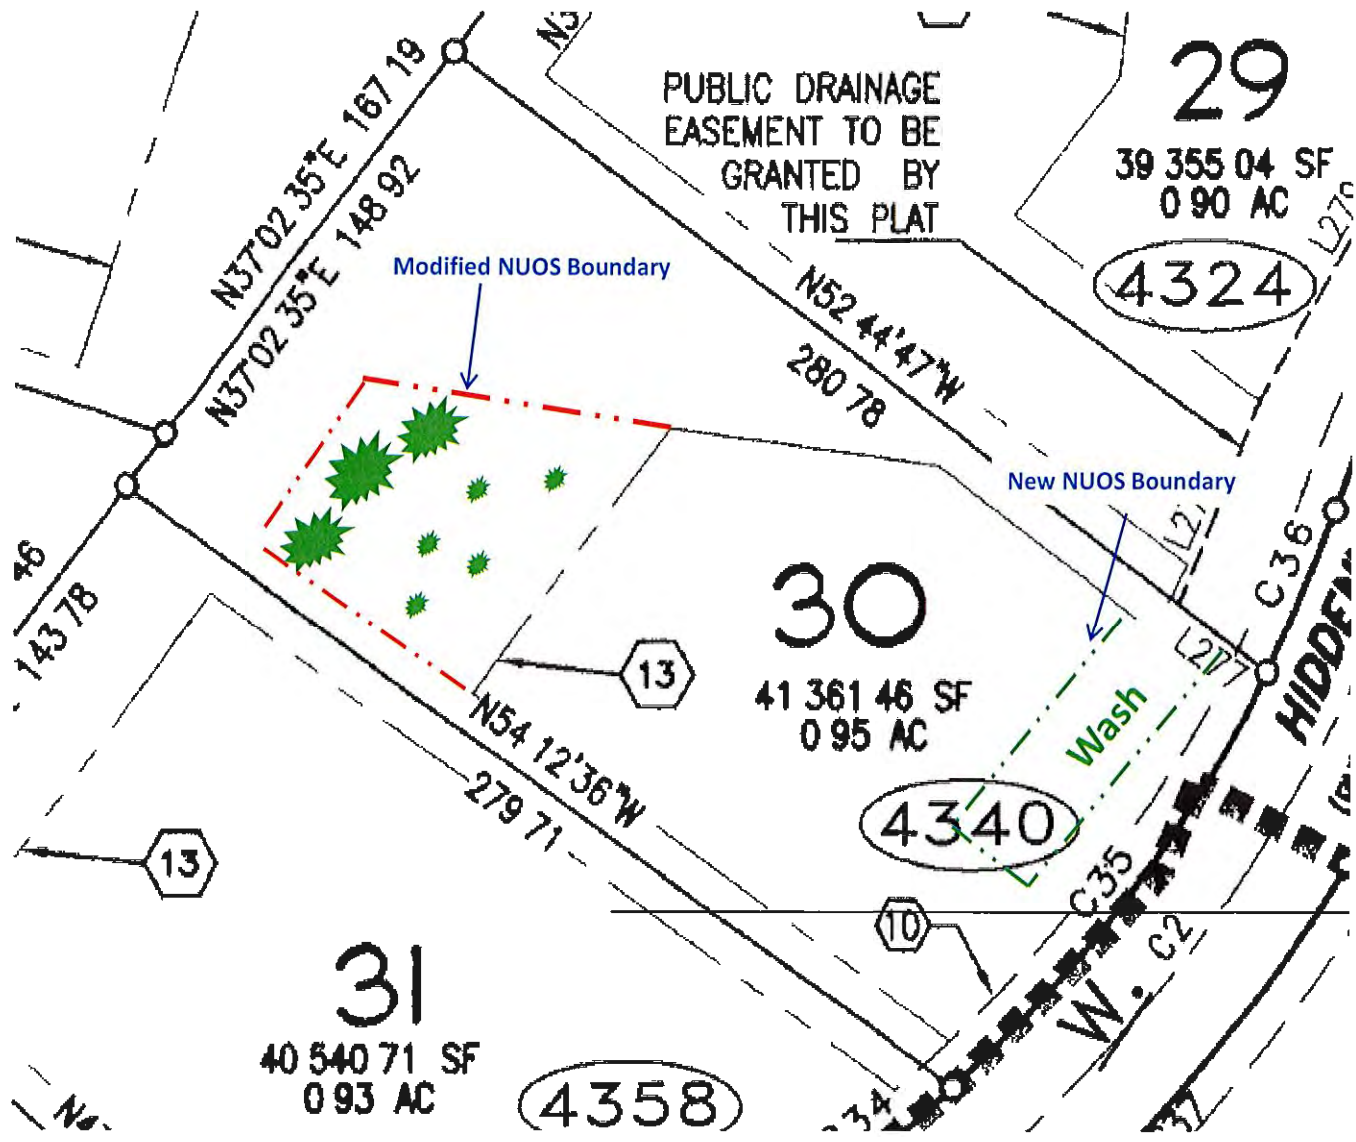 29
PUBLIC DRAINAGE
EASEMENT TO BE
GRANTED BY
THIS PLAT
39 355 04 SF
0 90 AC
4324
N37°02 35"E 167 19
N37°02 35"E 148 92
Modified NUOS Boundary
N52 44'47"W
280 78
New NUOS Boundary
C36
46
143 78
30
41 361 46 SF
0 95 AC
4340
13
L277
HIDDEN
Wash
N54 12'36"W
279 71
13
C35
10
C2
W.
31
40 540 71 SF
0 93 AC
4358